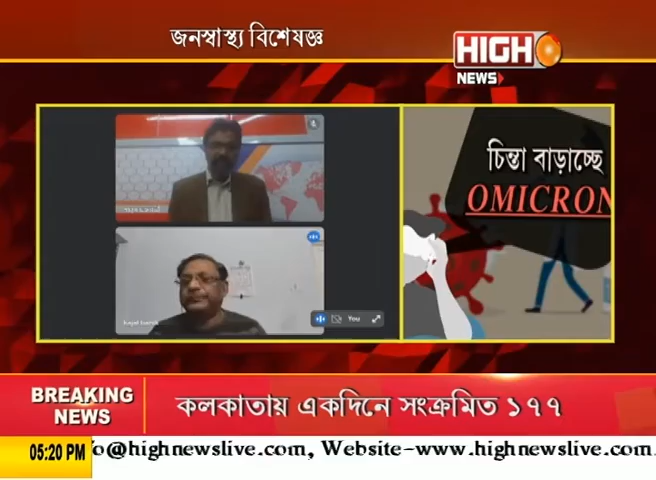 জনস্বাস্থ্য বিশেষজ্ঞ
HIGH
NEWS
চিন্তা বাড়াচ্ছে
OMICRON
You
BREAKING
NEWS
কলকাতায় একদিনে সংক্রমিত ১৭৭
05:20 PM
fo@highnewslive.com, Website-www.highnewslive.com.